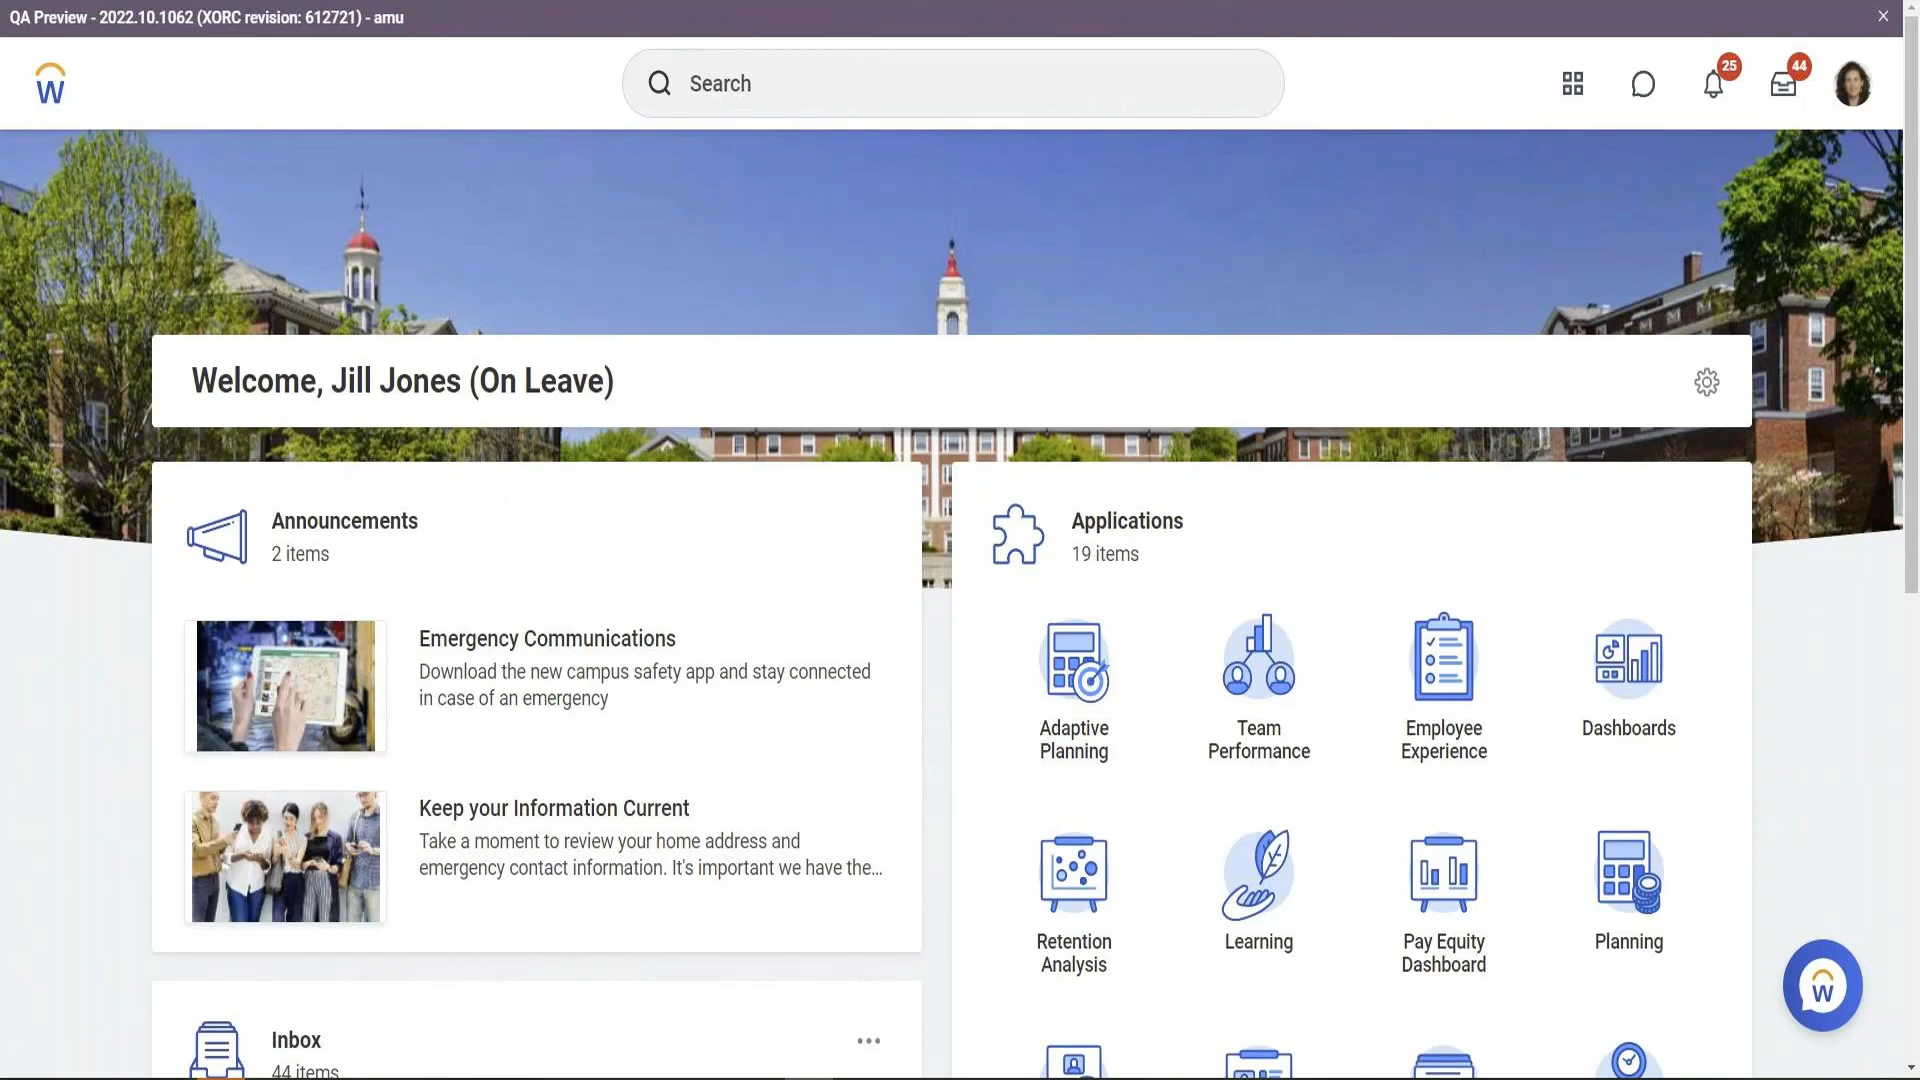 QA Preview - 2022.10.1062 (XORC revision: 612721) - amu
W
Search
25
44
Welcome, Jill Jones (On Leave)
Announcements
2 items
Emergency Communications
Download the new campus safety app and stay connected
in case of an emergency
Keep your Information Current
Take a moment to review your home address and
emergency contact information. It's important we have the...
Inbox
44 items
Applications
19 items
Adaptive
Planning
Team
Performance
Employee
Experience
Dashboards
Retention
Analysis
Learning
Pay Equity
Dashboard
Planning
W